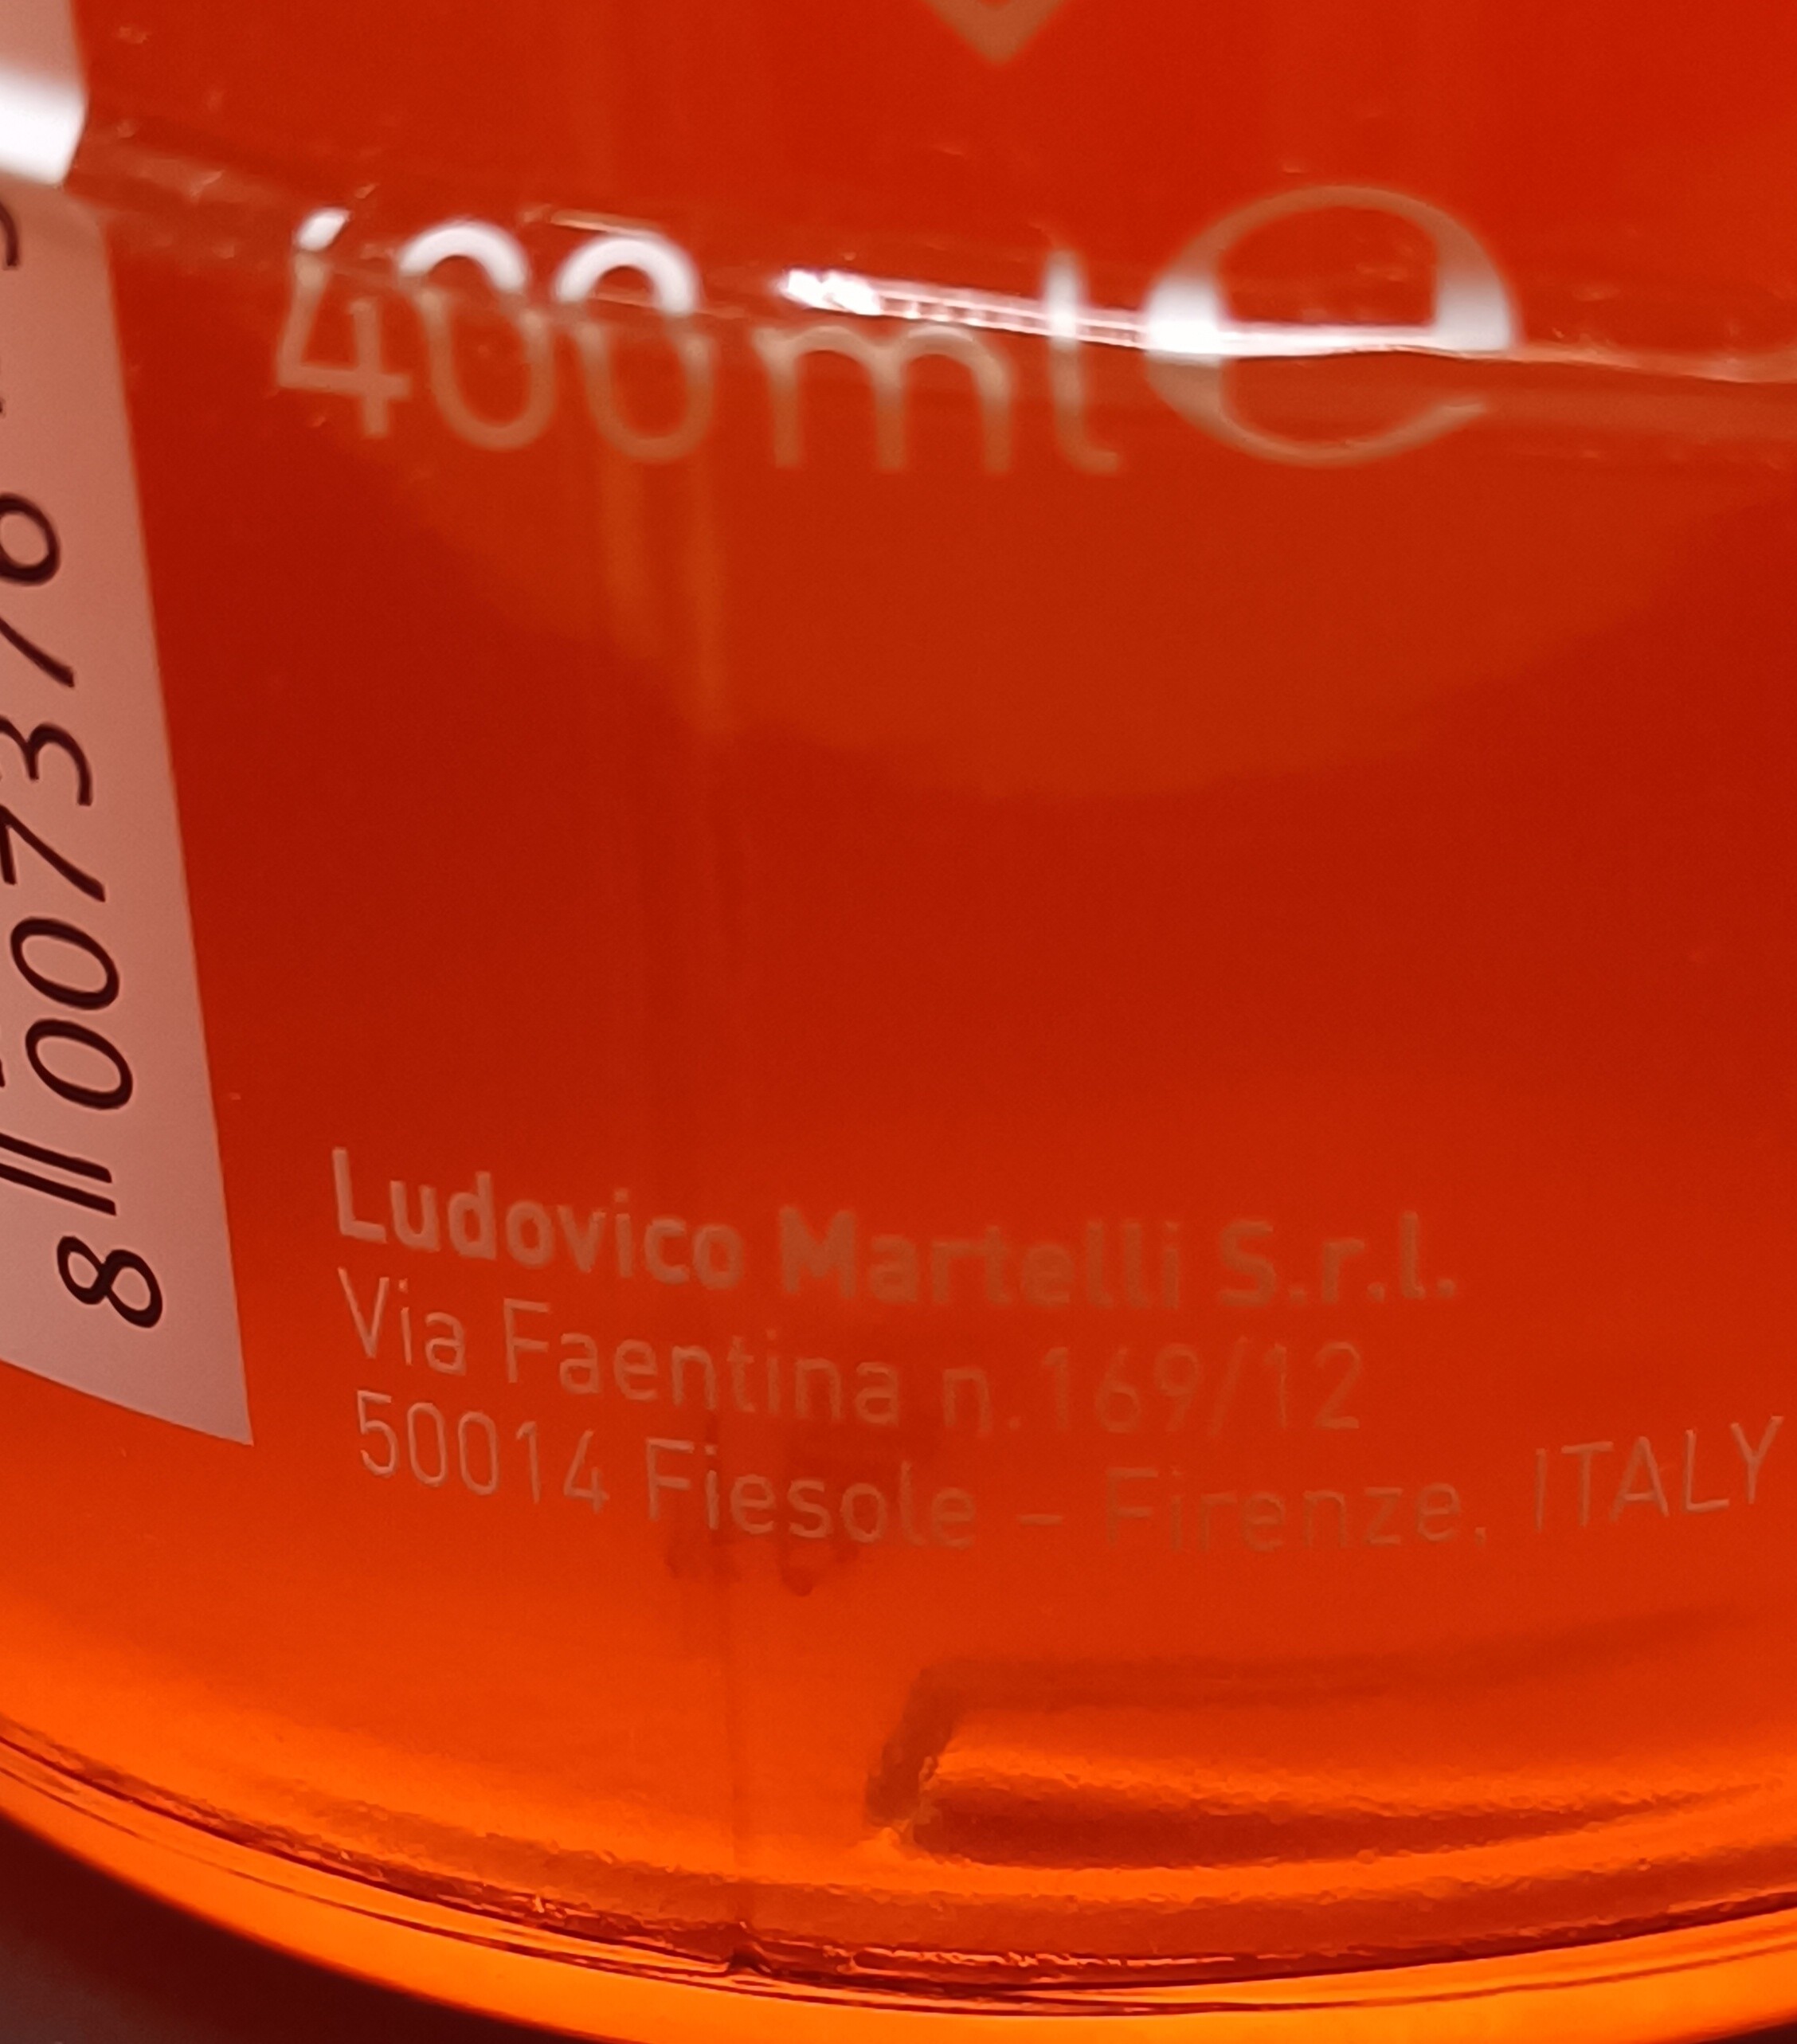 400 ml e
Ludovico Martelli S.r.l.
Via Faentina n.169/12
50014 Fiesole – Firenze, ITALY
8 007376